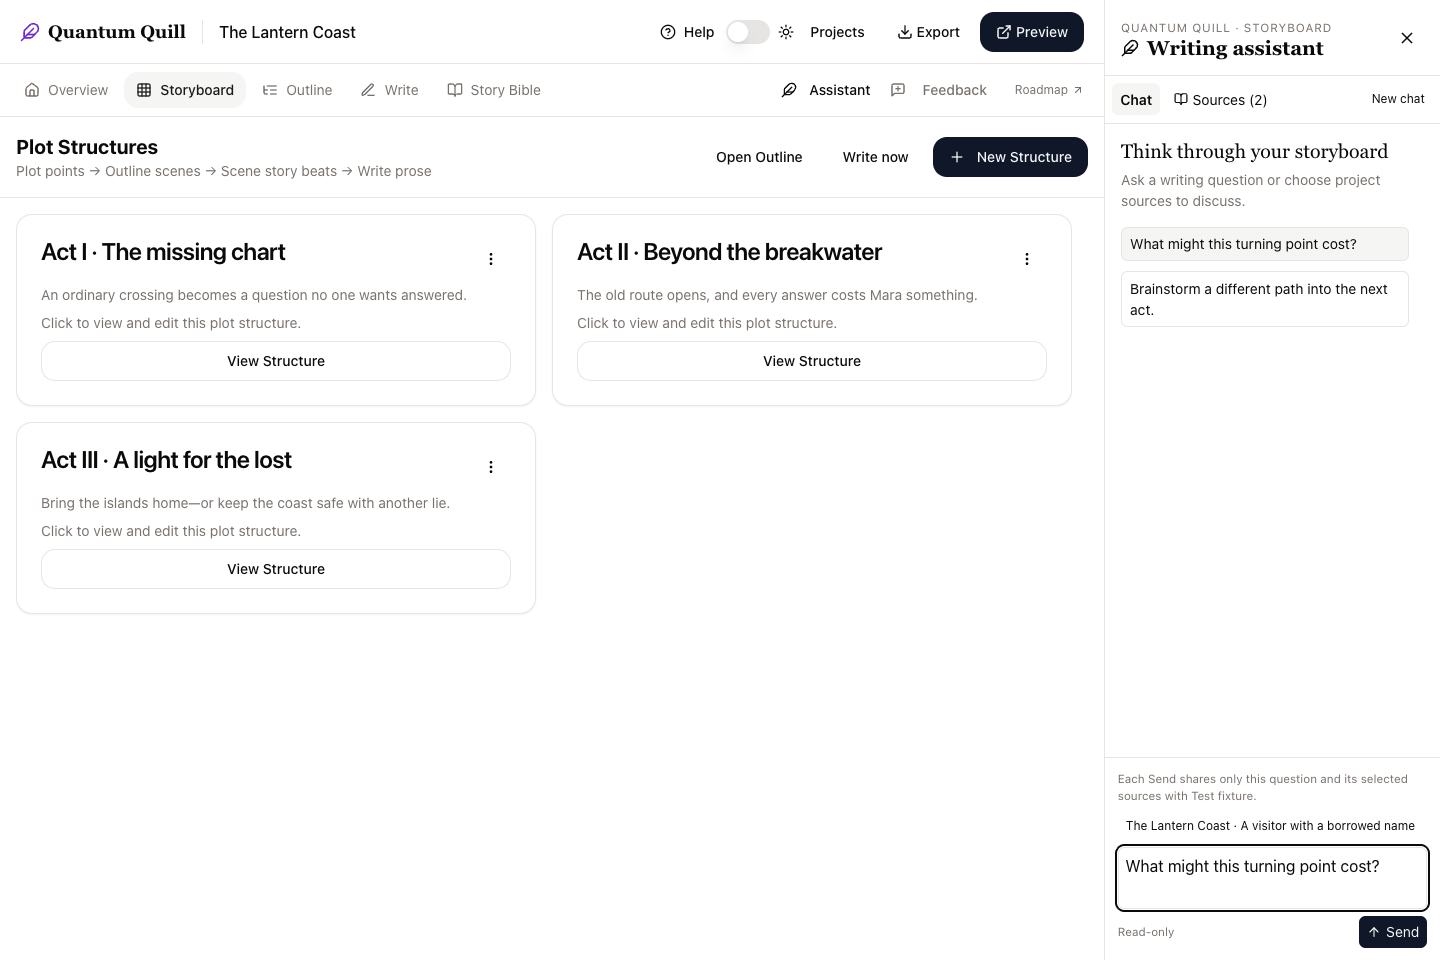 Quantum Quill
The Lantern Coast
Help
Projects
Export
Preview
Overview
Storyboard
Outline
Write
Story Bible
Assistant
Feedback
Roadmap ↗
Plot Structures
Plot points → Outline scenes → Scene story beats → Write prose
Open Outline
Write now
New Structure
Act I · The missing chart
An ordinary crossing becomes a question no one wants answered.
Click to view and edit this plot structure.
View Structure
Act II · Beyond the breakwater
The old route opens, and every answer costs Mara something.
Click to view and edit this plot structure.
View Structure
Act III · A light for the lost
Bring the islands home—or keep the coast safe with another lie.
Click to view and edit this plot structure.
View Structure
QUANTUM QUILL · STORYBOARD
Writing assistant
Chat
Sources (2)
New chat
Think through your storyboard
Ask a writing question or choose project
sources to discuss.
What might this turning point cost?
Brainstorm a different path into the next
act.
Each Send shares only this question and its selected
sources with Test fixture.
The Lantern Coast · A visitor with a borrowed name
What might this turning point cost?
Read-only
Send